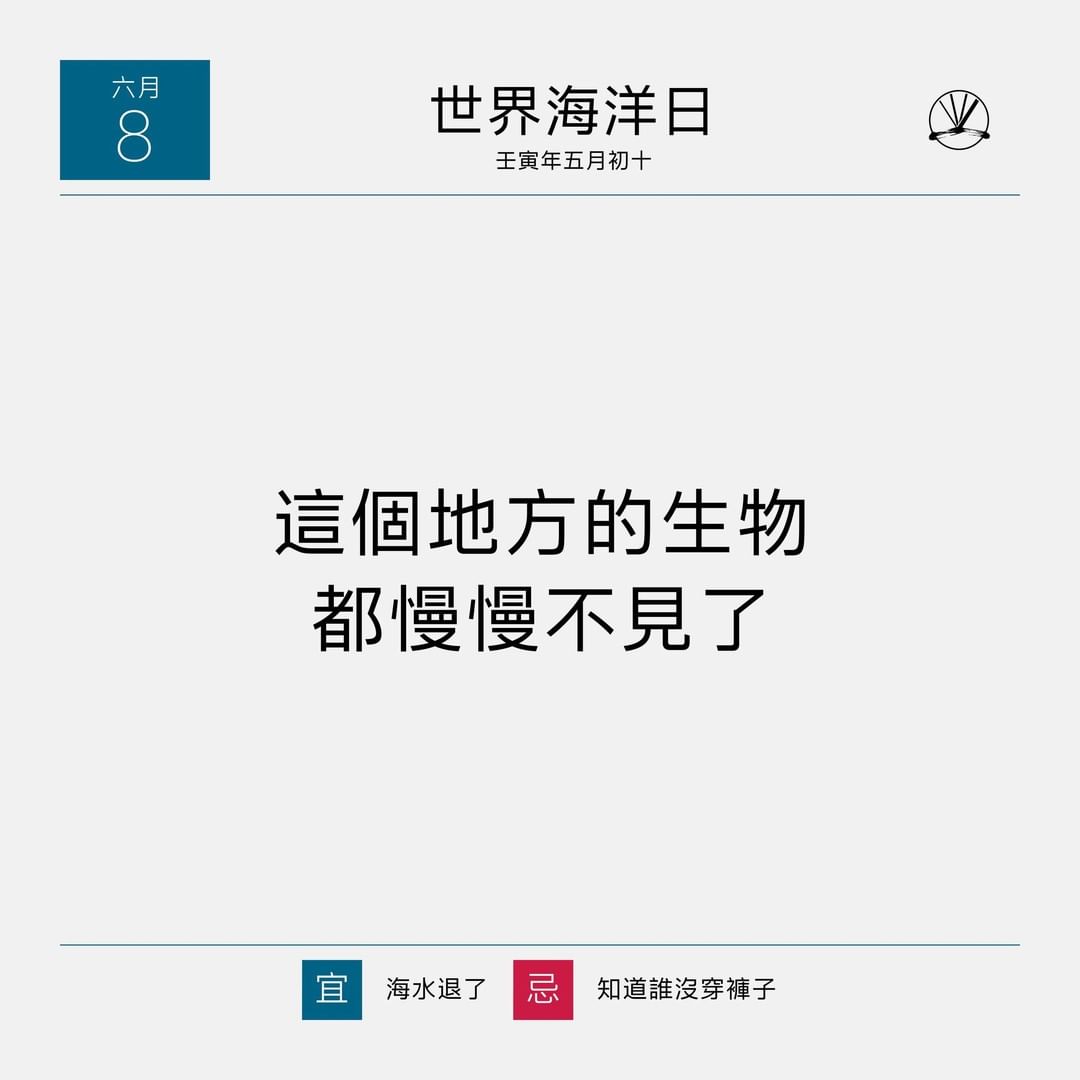 六月
8
世界海洋日
壬寅年五月初十
這個地方的生物
都慢慢不見了
宜 海水退了 忌 知道誰沒穿褲子